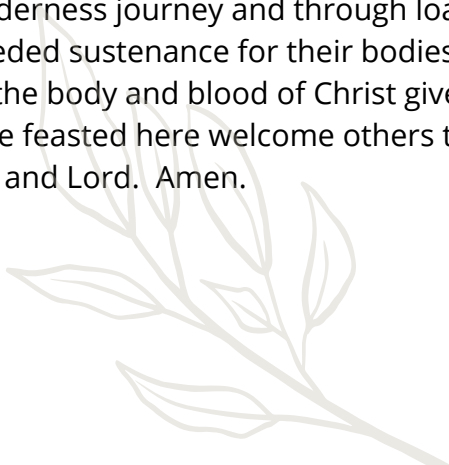 derness journey and through loa
eded sustenance for their bodies
the body and blood of Christ give
e feasted here welcome others t
and Lord.  Amen.